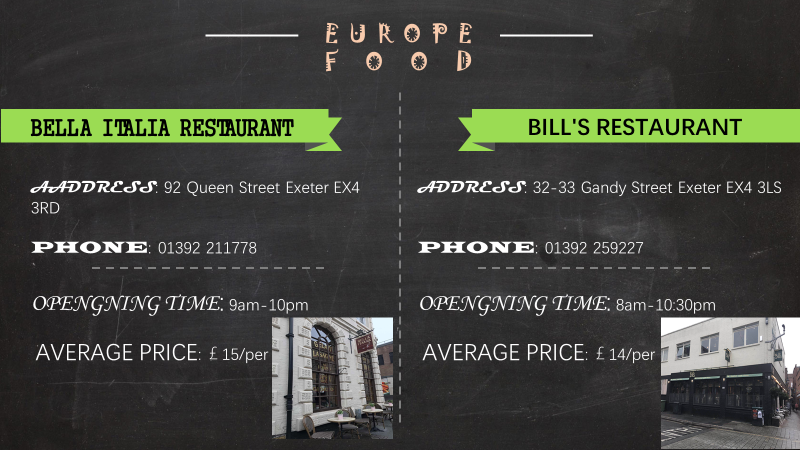 EUROPE
FOOD
BELLA ITALIA RESTAURANT
AADDRESS: 92 Queen Street Exeter EX4
3RD
PHONE: 01392 211778
OPENGNING TIME: 9am-10pm
AVERAGE PRICE: £15/per
BILL'S RESTAURANT
ADDRESS: 32-33 Gandy Street Exeter EX4 3LS
PHONE: 01392 259227
OPENGNING TIME: 8am-10:30pm
AVERAGE PRICE: £14/per